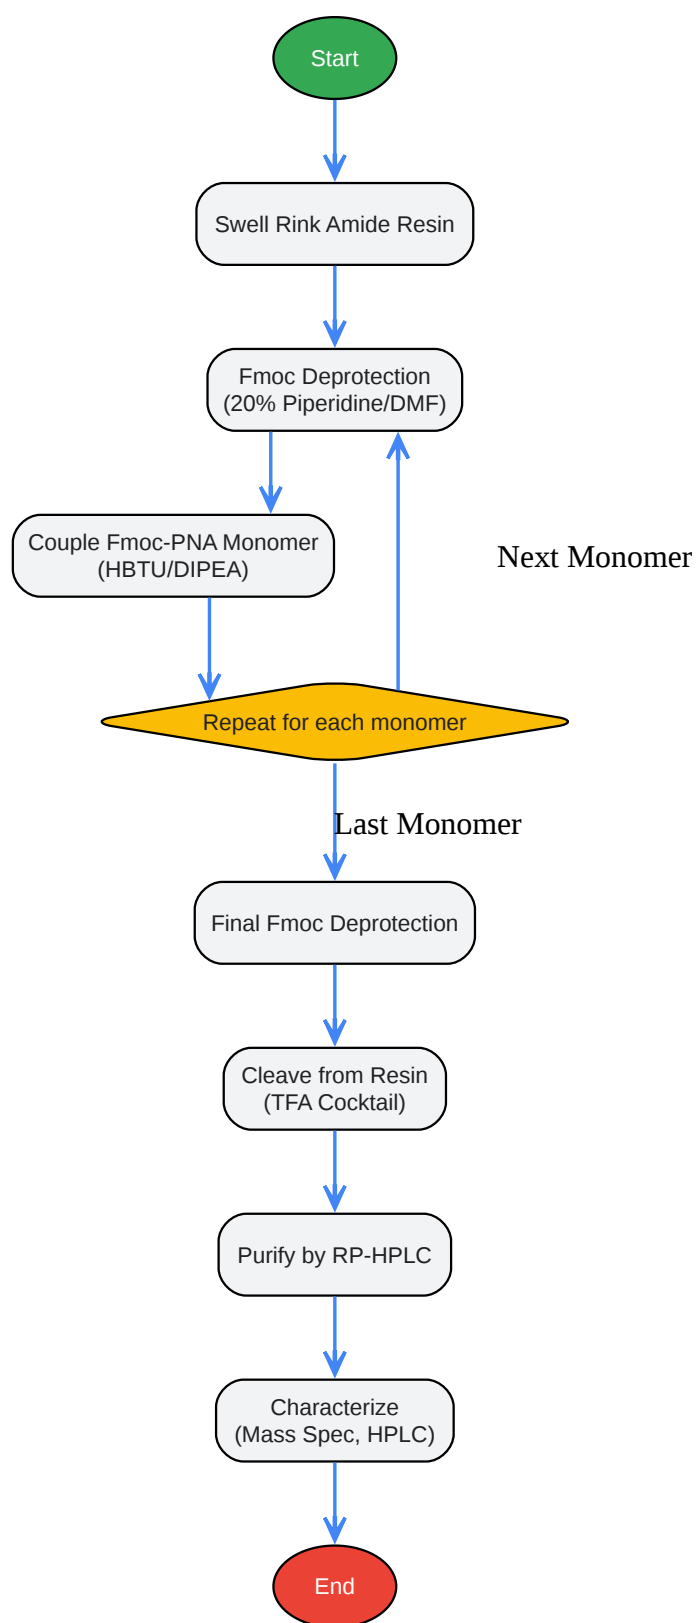 Start
Swell Rink Amide Resin
Fmoc Deprotection
(20% Piperidine/DMF)
Couple Fmoc-PNA Monomer
(HBTU/DIPEA)
Next Monomer
Repeat for each monomer
Last Monomer
Final Fmoc Deprotection
Cleave from Resin
(TFA Cocktail)
Purify by RP-HPLC
Characterize
(Mass Spec, HPLC)
End